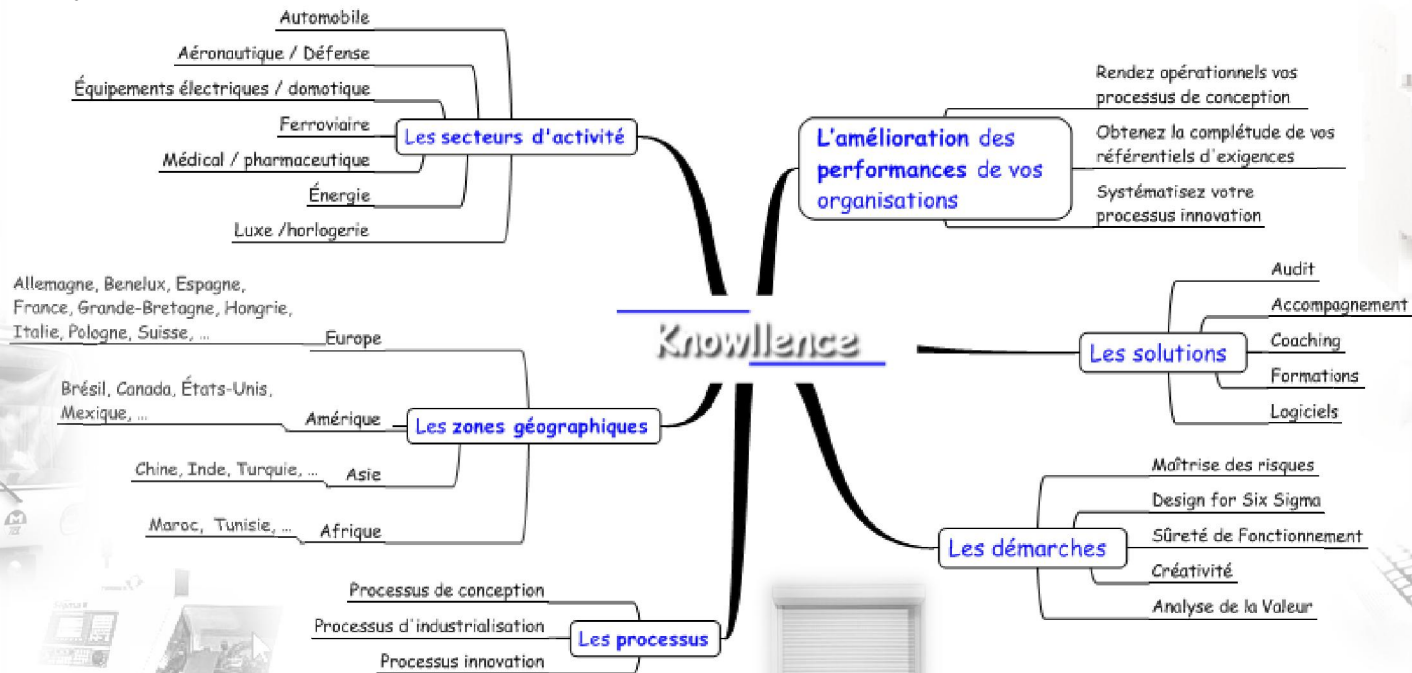 Automobile
Aéronautique / Défense
Équipements électriques / domotique
Ferroviaire
Médical / pharmaceutique
Énergie
Luxe /horlogerie
Les secteurs d'activité
Allemagne, Benelux, Espagne,
France, Grande-Bretagne, Hongrie,
Italie, Pologne, Suisse, ...
Europe
Brésil, Canada, États-Unis,
Mexique, ...
Amérique
Chine, Inde, Turquie, ...
Asie
Maroc, Tunisie, ...
Afrique
Les zones géographiques
Processus de conception
Processus d'industrialisation
Processus innovation
Les processus
Knowllence
L'amélioration des
performances de vos
organisations
Rendez opérationnels vos
processus de conception
Obtenez la complétude de vos
référentiels d'exigences
Systématisez votre
processus innovation
Les solutions
Audit
Accompagnement
Coaching
Formations
Logiciels
Les démarches
Maîtrise des risques
Design for Six Sigma
Sûreté de Fonctionnement
Créativité
Analyse de la Valeur